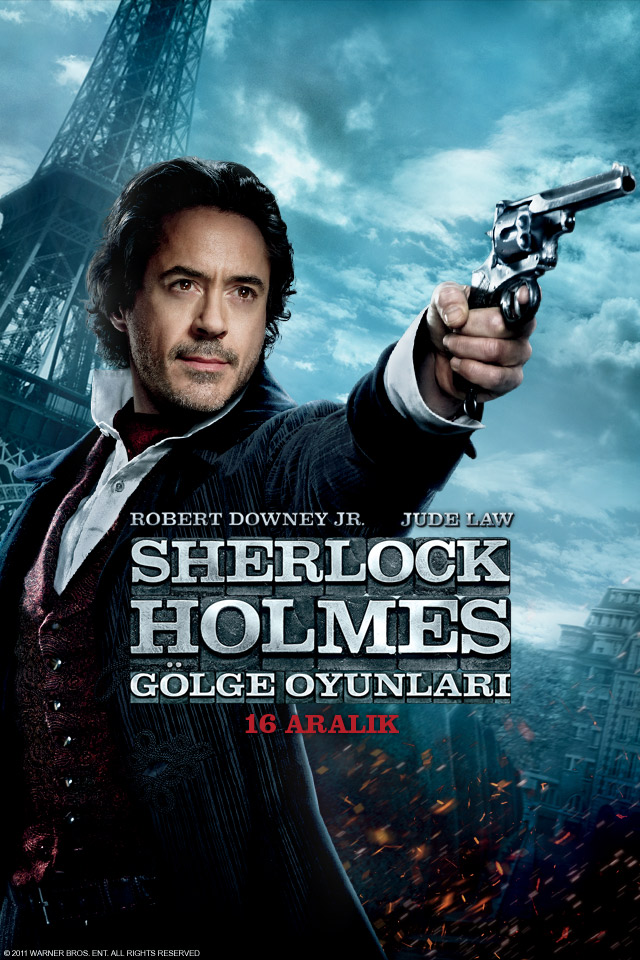 ROBERT DOWNEY JR. JUDE LAW
SHERLOCK
HOLMES
GÖLGE OYUNLARI
16 ARALIK
© 2011 WARNER BROS. ENT. ALL RIGHTS RESERVED